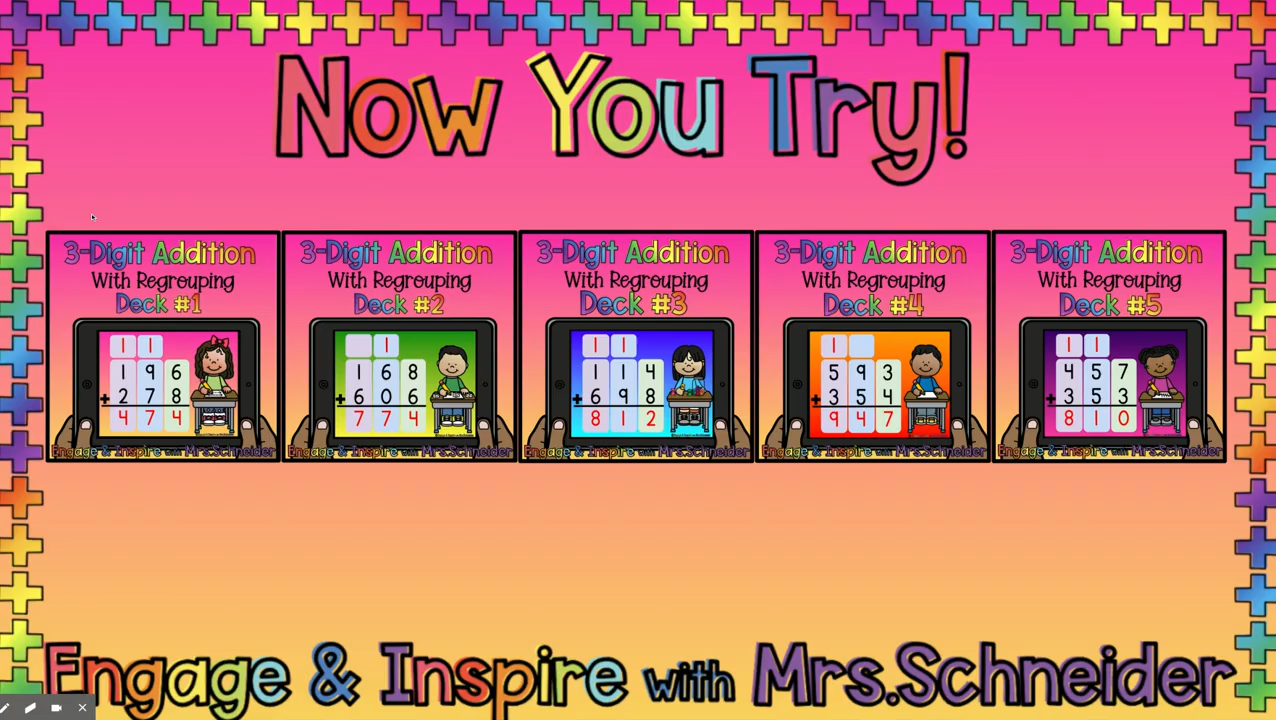 Now You Try!
3-Digit Addition
With Regrouping
Deck #1
1 1
1 9 6
+ 2 7 8
4 7 4
Engage & Inspire with Mrs.Schneider
3-Digit Addition
With Regrouping
Deck #2
1
1 6 8
+ 6 0 6
7 7 4
Engage & Inspire with Mrs.Schneider
3-Digit Addition
With Regrouping
Deck #3
1 1
1 1 4
+ 6 9 8
8 1 2
Engage & Inspire with Mrs.Schneider
3-Digit Addition
With Regrouping
Deck #4
1
5 9 3
+ 3 5 4
9 4 7
Engage & Inspire with Mrs.Schneider
3-Digit Addition
With Regrouping
Deck #5
1 1
4 5 7
+ 3 5 3
8 1 0
Engage & Inspire with Mrs.Schneider
Engage & Inspire with Mrs.Schneider